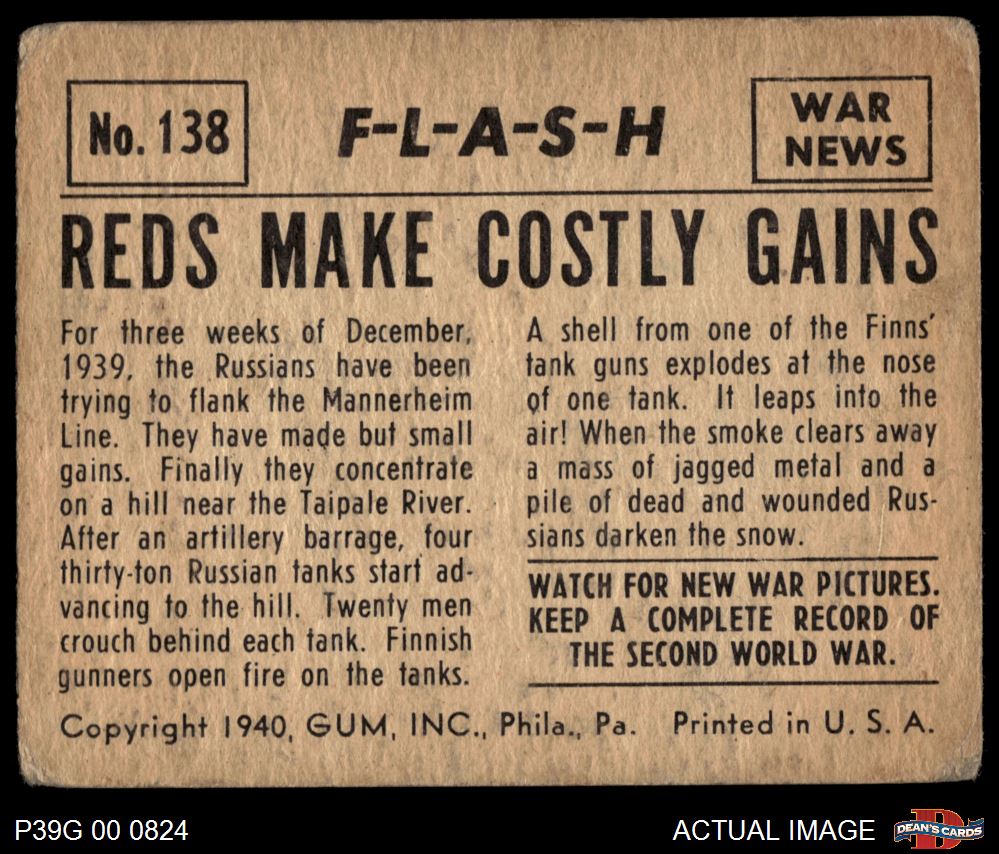 No. 138
F-L-A-S-H
WAR
NEWS
REDS MAKE COSTLY GAINS
For three weeks of December,
1939, the Russians have been
trying to flank the Mannerheim
Line. They have made but small
gains. Finally they concentrate
on a hill near the Taipale River.
After an artillery barrage, four
thirty-ton Russian tanks start ad-
vancing to the hill. Twenty men
crouch behind each tank. Finnish
gunners open fire on the tanks.
A shell from one of the Finns'
tank guns explodes at the nose
of one tank. It leaps into the
air! When the smoke clears away
a mass of jagged metal and a
pile of dead and wounded Rus-
sians darken the snow.
WATCH FOR NEW WAR PICTURES.
KEEP A COMPLETE RECORD OF
THE SECOND WORLD WAR.
Copyright 1940, GUM, INC., Phila., Pa. Printed in U. S. A.
P39G 00 0824
ACTUAL IMAGE
D
DEAN'S CARDS